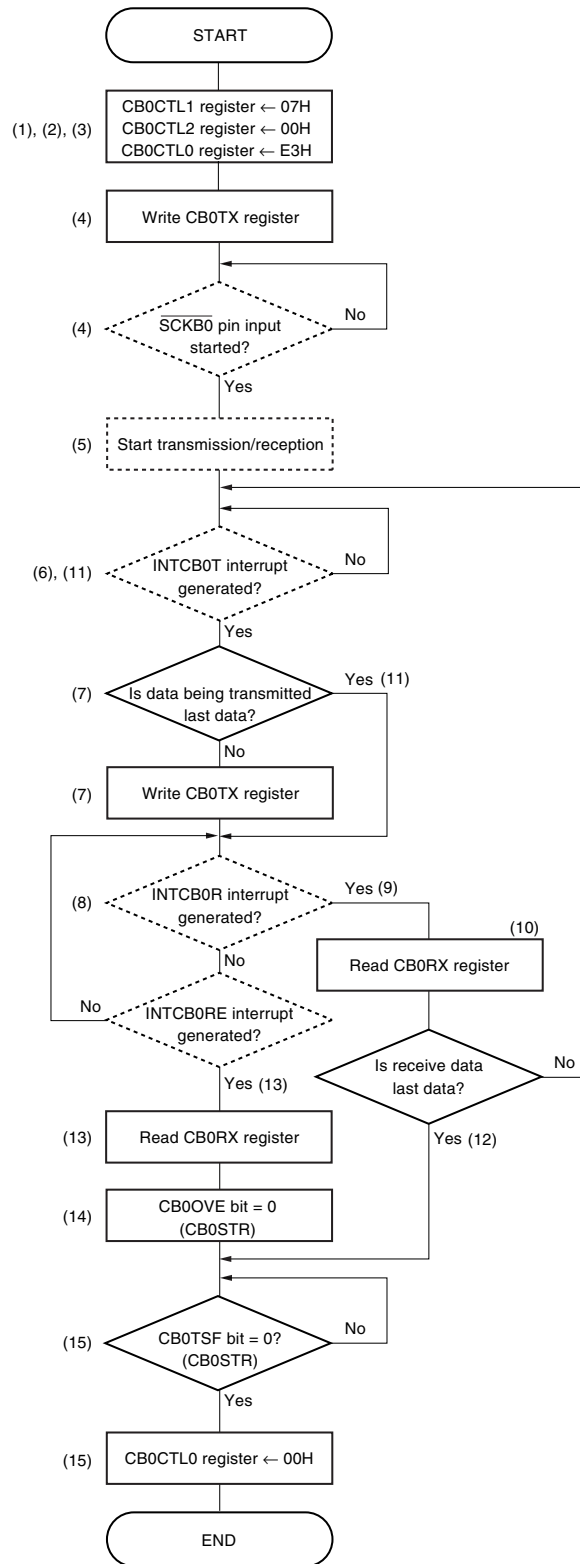 START
(1), (2), (3)
CB0CTL1 register ← 07H
CB0CTL2 register ← 00H
CB0CTL0 register ← E3H
(4)
Write CB0TX register
(4)
SCKB0 pin input
started?
No
Yes
(5)
Start transmission/reception
(6), (11)
INTCB0T interrupt
generated?
No
Yes
(7)
Is data being transmitted
last data?
Yes (11)
No
(7)
Write CB0TX register
(8)
INTCB0R interrupt
generated?
Yes (9)
No
(10)
Read CB0RX register
No
INTCB0RE interrupt
generated?
Is receive data
last data?
No
Yes (13)
Yes (12)
(13)
Read CB0RX register
(14)
CB0OVE bit = 0
(CB0STR)
(15)
CB0TSF bit = 0?
(CB0STR)
No
Yes
(15)
CB0CTL0 register ← 00H
END